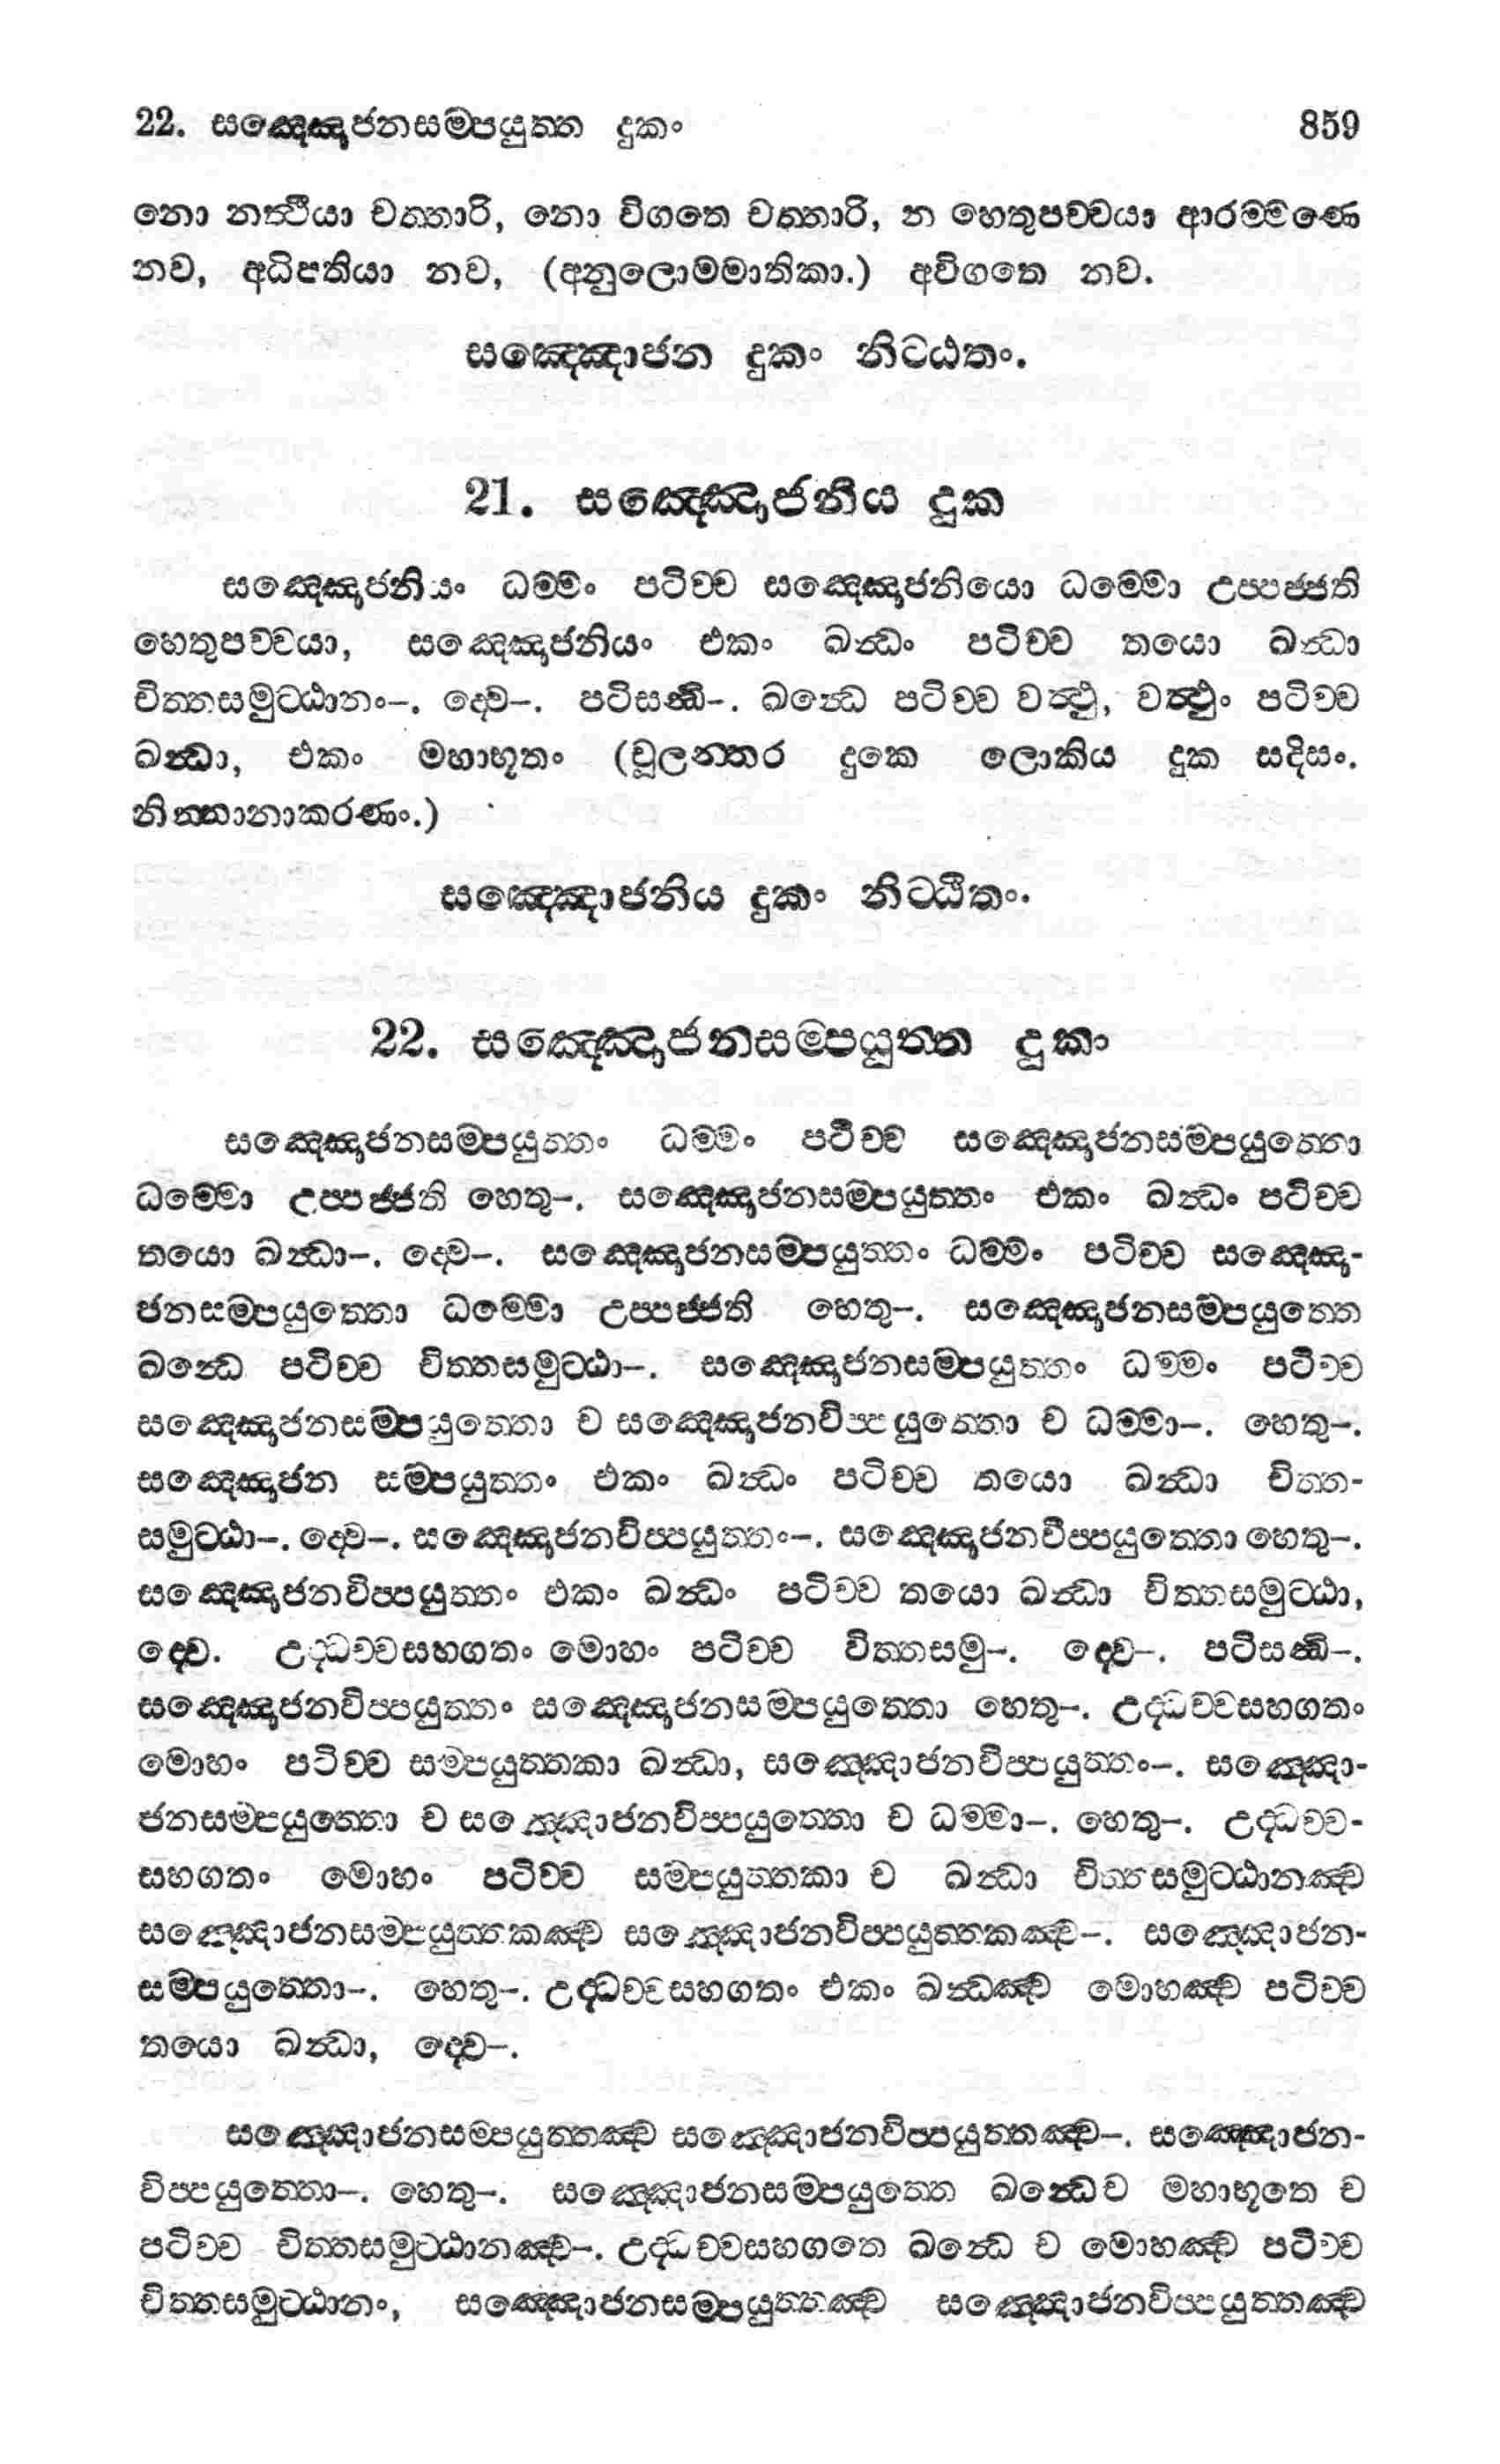 22. සඤ්ඤොජනසම්පයුත්ත දුකං 859
නො නත්ථියා චත්තාරි, නො විගතෙ චත්තාරි, න හෙතුපච්චයා ආරම්මණෙ
නව, අධිපතියා නව, (අනුලොමමාතිකා.) අවිගතෙ නව.
සඤ්ඤොජන දුකං නිට්ඨතං.
21. සඤ්ඤොජනීය දුක
සඤ්ඤොජනියං ධම්මං පටිච්ච සඤ්ඤොජනියො ධම්මො උප්පජ්ජති
හෙතුපච්චයා, සඤ්ඤොජනියං එකං ඛන්ධං පටිච්ච තයො ඛන්ධා
චිත්තසමුට්ඨානං-. ද්වෙ-. පටිසන්ධි-. ඛන්ධෙ පටිච්ච වත්ථු, වත්ථුං පටිච්ච
ඛන්ධා, එකං මහාභූතං (චූලන්තර දුකෙ ලොකිය දුක සදිසං.
නින්නානාකරණං.)
සඤ්ඤොජනිය දුකං නිට්ඨිතං.
22. සඤ්ඤොජනසම්පයුත්ත දුකං
සඤ්ඤොජනසම්පයුත්තං ධම්මං පටිච්ච සඤ්ඤොජනසම්පයුත්තො
ධම්මො උප්පජ්ජති හෙතු-. සඤ්ඤොජනසම්පයුත්තං එකං ඛන්ධං පටිච්ච
තයො ඛන්ධා-. ද්වෙ-. සඤ්ඤොජනසම්පයුත්තං ධම්මං පටිච්ච සඤ්ඤො-
ජනසම්පයුත්තො ධම්මො උප්පජ්ජති හෙතු-. සඤ්ඤොජනසම්පයුත්තෙ
ඛන්ධෙ පටිච්ච චිත්තසමුට්ඨා-. සඤ්ඤොජනසම්පයුත්තං ධම්මං පටිච්ච
සඤ්ඤොජනසම්පයුත්තො ච සඤ්ඤොජනවිප්පයුත්තො ච ධම්මා-. හෙතු-.
සඤ්ඤොජන සම්පයුත්තං එකං ඛන්ධං පටිච්ච තයො ඛන්ධා චිත්ත-
සමුට්ඨා-. ද්වෙ-. සඤ්ඤොජනවිප්පයුත්තං-. සඤ්ඤොජනවිප්පයුත්තො හෙතු-.
සඤ්ඤොජනවිප්පයුත්තං එකං ඛන්ධං පටිච්ච තයො ඛන්ධා චිත්තසමුට්ඨා,
ද්වෙ. උද්ධච්චසහගතං මොහං පටිච්ච චිත්තසමු-. ද්වෙ-. පටිසන්ධි-.
සඤ්ඤොජනවිප්පයුත්තං සඤ්ඤොජනසම්පයුත්තො හෙතු-. උද්ධච්චසහගතං
මොහං පටිච්ච සම්පයුත්තකා ඛන්ධා, සඤ්ඤොජනවිප්පයුත්තං-. සඤ්ඤො-
ජනසම්පයුත්තො ච සඤ්ඤොජනවිප්පයුත්තො ච ධම්මා-. හෙතු-. උද්ධච්ච-
සහගතං මොහං පටිච්ච සම්පයුත්තකා ච ඛන්ධා චිත්තසමුට්ඨානඤ්ච
සඤ්ඤොජනසම්පයුත්තකඤ්ච සඤ්ඤොජනවිප්පයුත්තකඤ්ච-. සඤ්ඤොජන-
සම්පයුත්තො-. හෙතු-. උද්ධච්චසහගතං එකං ඛන්ධඤ්ච මොහඤ්ච පටිච්ච
තයො ඛන්ධා, ද්වෙ-.
සඤ්ඤොජනසම්පයුත්තඤ්ච සඤ්ඤොජනවිප්පයුත්තඤ්ච-. සඤ්ඤොජන-
විප්පයුත්තො-. හෙතු-. සඤ්ඤොජනසම්පයුත්තෙ ඛන්ධෙච මහාභූතෙ ච
පටිච්ච චිත්තසමුට්ඨානඤ්ච-. උද්ධච්චසහගතෙ ඛන්ධෙ ච මොහඤ්ච පටිච්ච
චිත්තසමුට්ඨානං, සඤ්ඤොජනසම්පයුත්තඤ්ච සඤ්ඤොජනවිප්පයුත්තඤ්ච